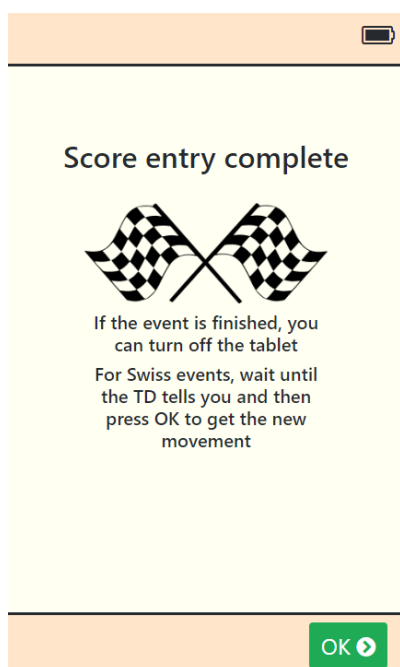 Score entry complete
If the event is finished, you
can turn off the tablet
For Swiss events, wait until
the TD tells you and then
press OK to get the new
movement
OK